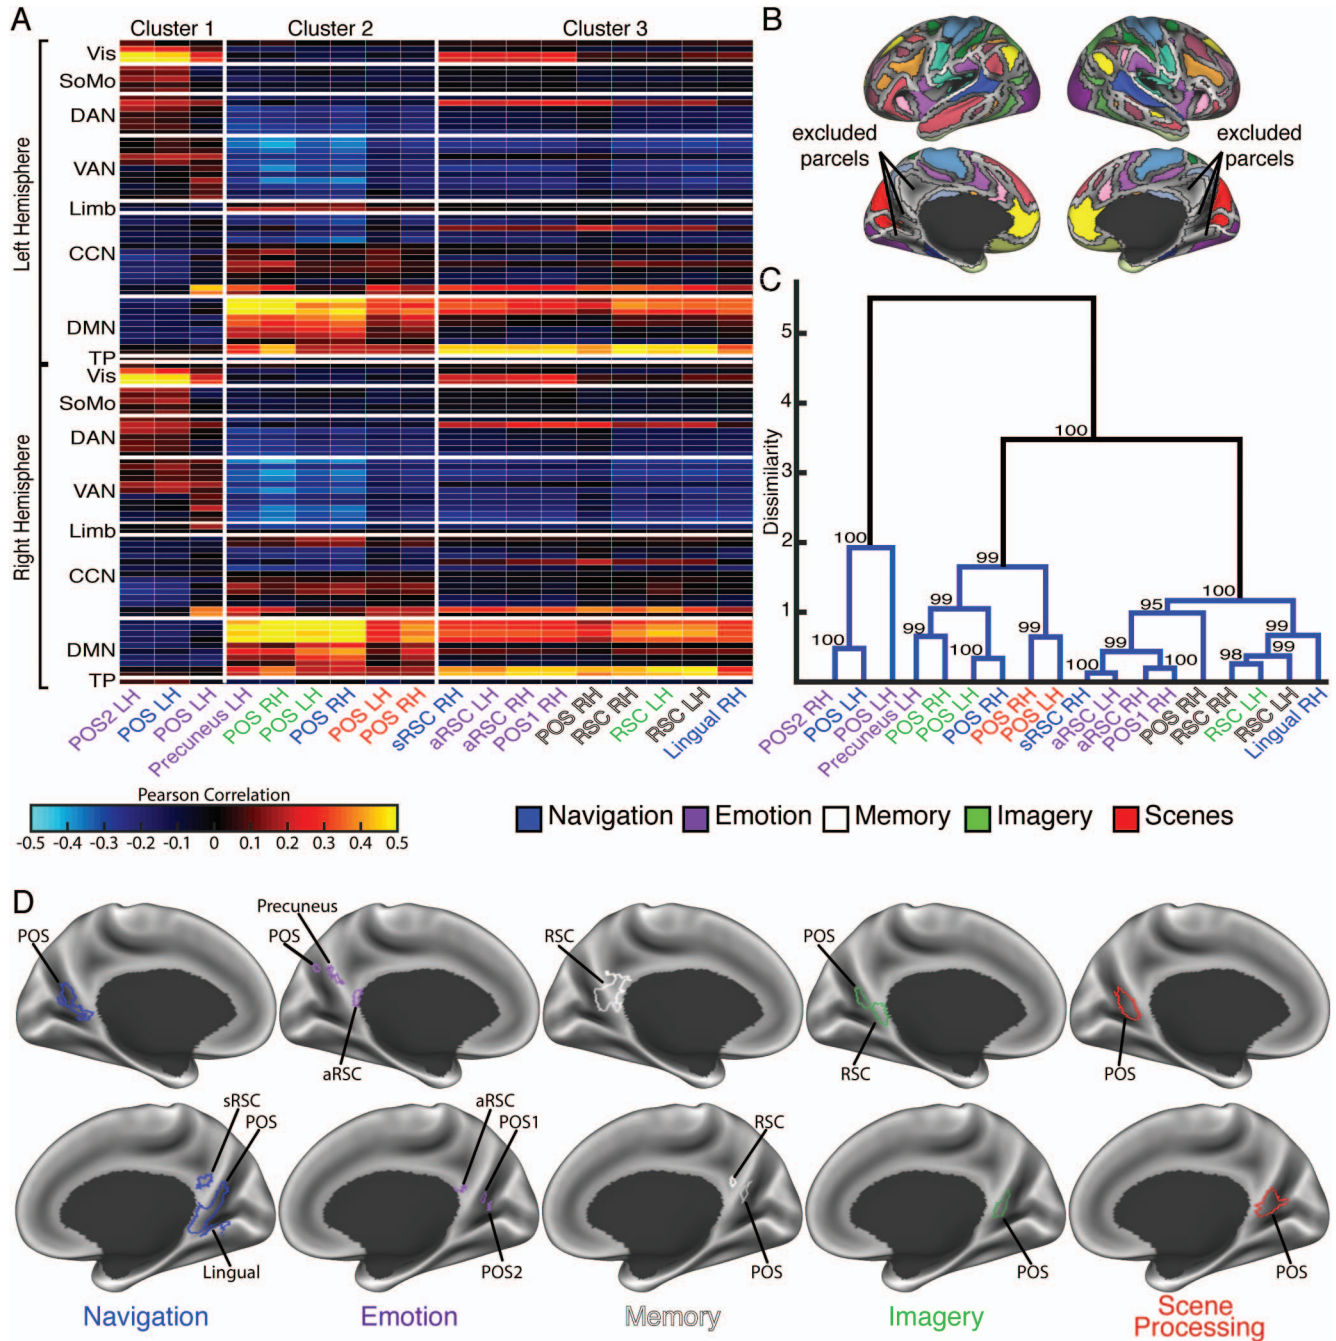 A
Cluster 1
Cluster 2
Cluster 3
Left Hemisphere
Vis
SoMo
DAN
VAN
Limb
CCN
DMN
TP
Right Hemisphere
Vis
SoMo
DAN
VAN
Limb
CCN
DMN
TP
POS2 LH
POS LH
POS LH
Precuneus LH
POS RH
POS LH
POS RH
POS LH
POS RH
sRSC RH
aRSC LH
aRSC RH
POS1 RH
POS RH
RSC RH
RSC LH
RSC LH
Lingual RH
Pearson Correlation
-0.5 -0.4 -0.3 -0.2 -0.1 0 0.1 0.2 0.3 0.4 0.5
B
excluded
parcels
excluded
parcels
C
Dissimilarity
5
4
3
2
1
100
100
99
100
99
95
99
99
100
99
100
99
100
100
99
98
99
POS2 RH
POS LH
POS LH
Precuneus LH
POS RH
POS LH
POS RH
POS RH
POS LH
sRSC RH
aRSC LH
aRSC RH
POS1 RH
POS RH
RSC RH
RSC LH
RSC LH
Lingual RH
Navigation Emotion Memory Imagery Scenes
D
POS
Precuneus
POS
aRSC
RSC
POS
RSC
POS
sRSC
POS
Lingual
aRSC
POS1
POS2
RSC
POS
POS
POS
Navigation
Emotion
Memory
Imagery
Scene
Processing